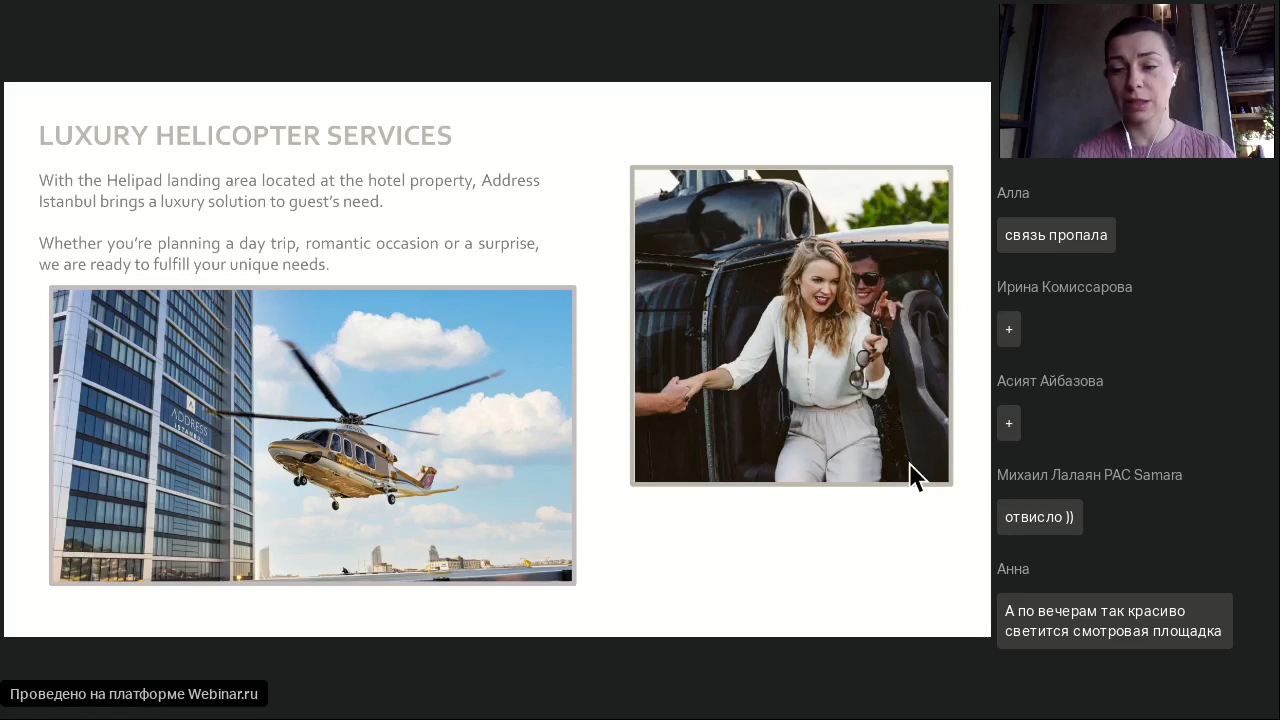 LUXURY HELICOPTER SERVICES
With the Helipad landing area located at the hotel property, Address
Istanbul brings a luxury solution to guest's need.
Whether you're planning a day trip, romantic occasion or a surprise,
we are ready to fulfill your unique needs.
ADDRESS
ISTANBUL
Алла
связь пропала
Ирина Комиссарова
+
Асият Айбазова
+
Михаил Лалаян РАС Samara
отвисло ))
Анна
А по вечерам так красиво
светится смотровая площадка
Проведено на платформе Webinar.ru